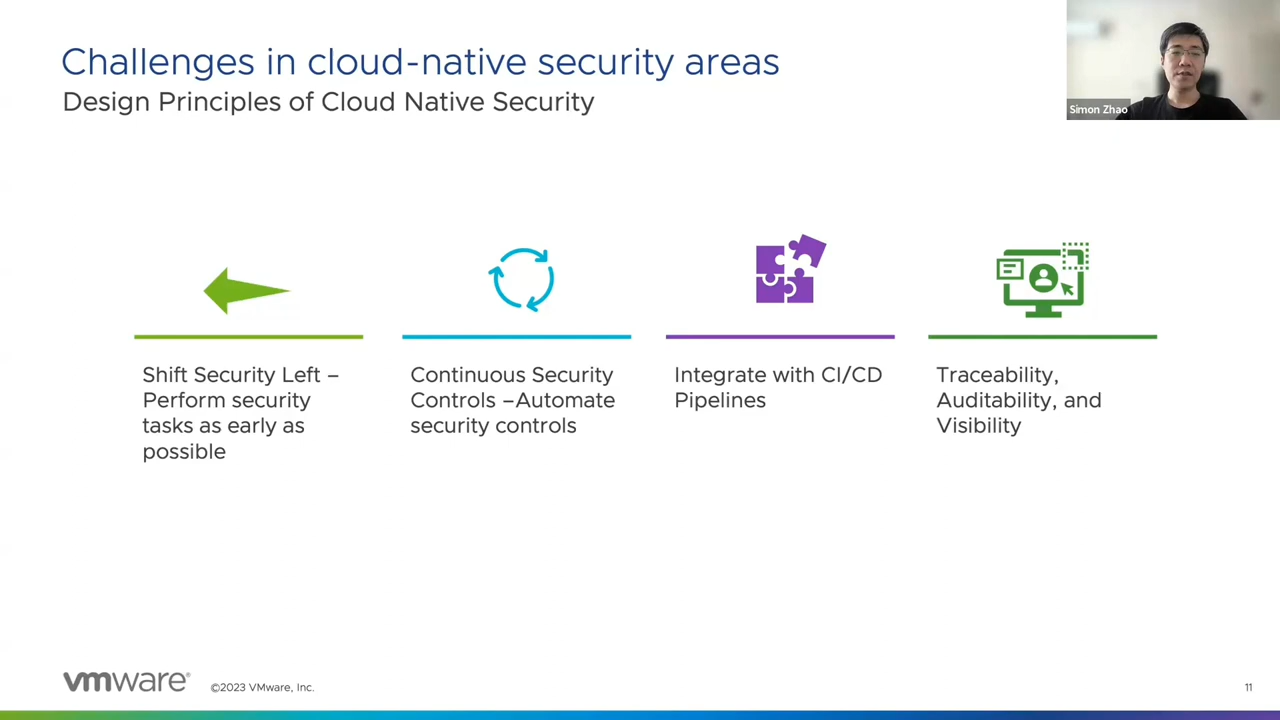 Challenges in cloud-native security areas
Design Principles of Cloud Native Security
Simon Zhao
Shift Security Left –
Perform security
tasks as early as
possible
Continuous Security
Controls –Automate
security controls
Integrate with CI/CD
Pipelines
Traceability,
Auditability, and
Visibility
vmware®
©2023 VMware, Inc.
11